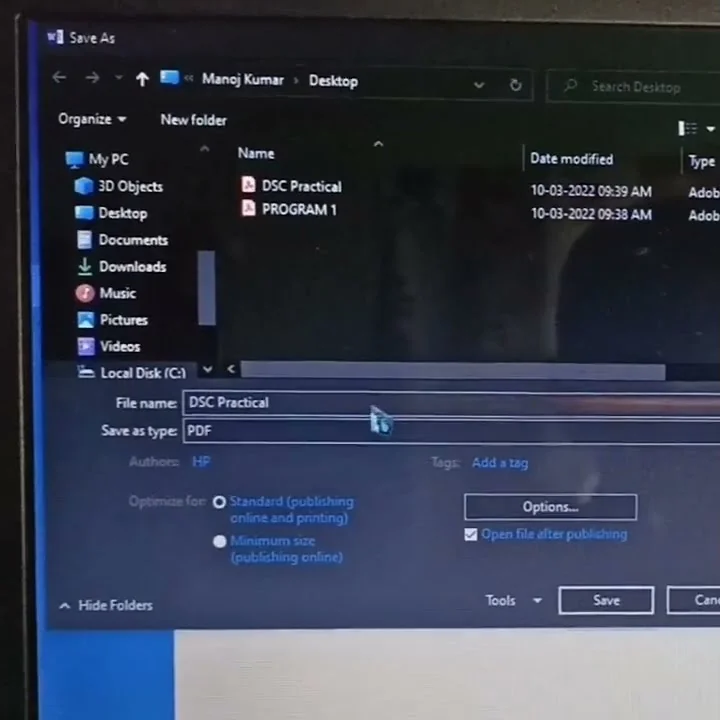 Save As
Manoj Kumar > Desktop
Search Desktop
Organize
New folder
Name
Date modified
Type
My PC
3D Objects
Desktop
Documents
Downloads
Music
Pictures
Videos
Local Disk (C:)
DSC Practical
10-03-2022 09:39 AM
Adob
PROGRAM 1
10-03-2022 09:38 AM
Adob
File name: DSC Practical
Save as type: PDF
Authors: HP
Tags: Add a tag
Optimize for:
Standard (publishing
online and printing)
Minimum size
(publishing online)
Options...
Open file after publishing
Hide Folders
Tools
Save
Canc